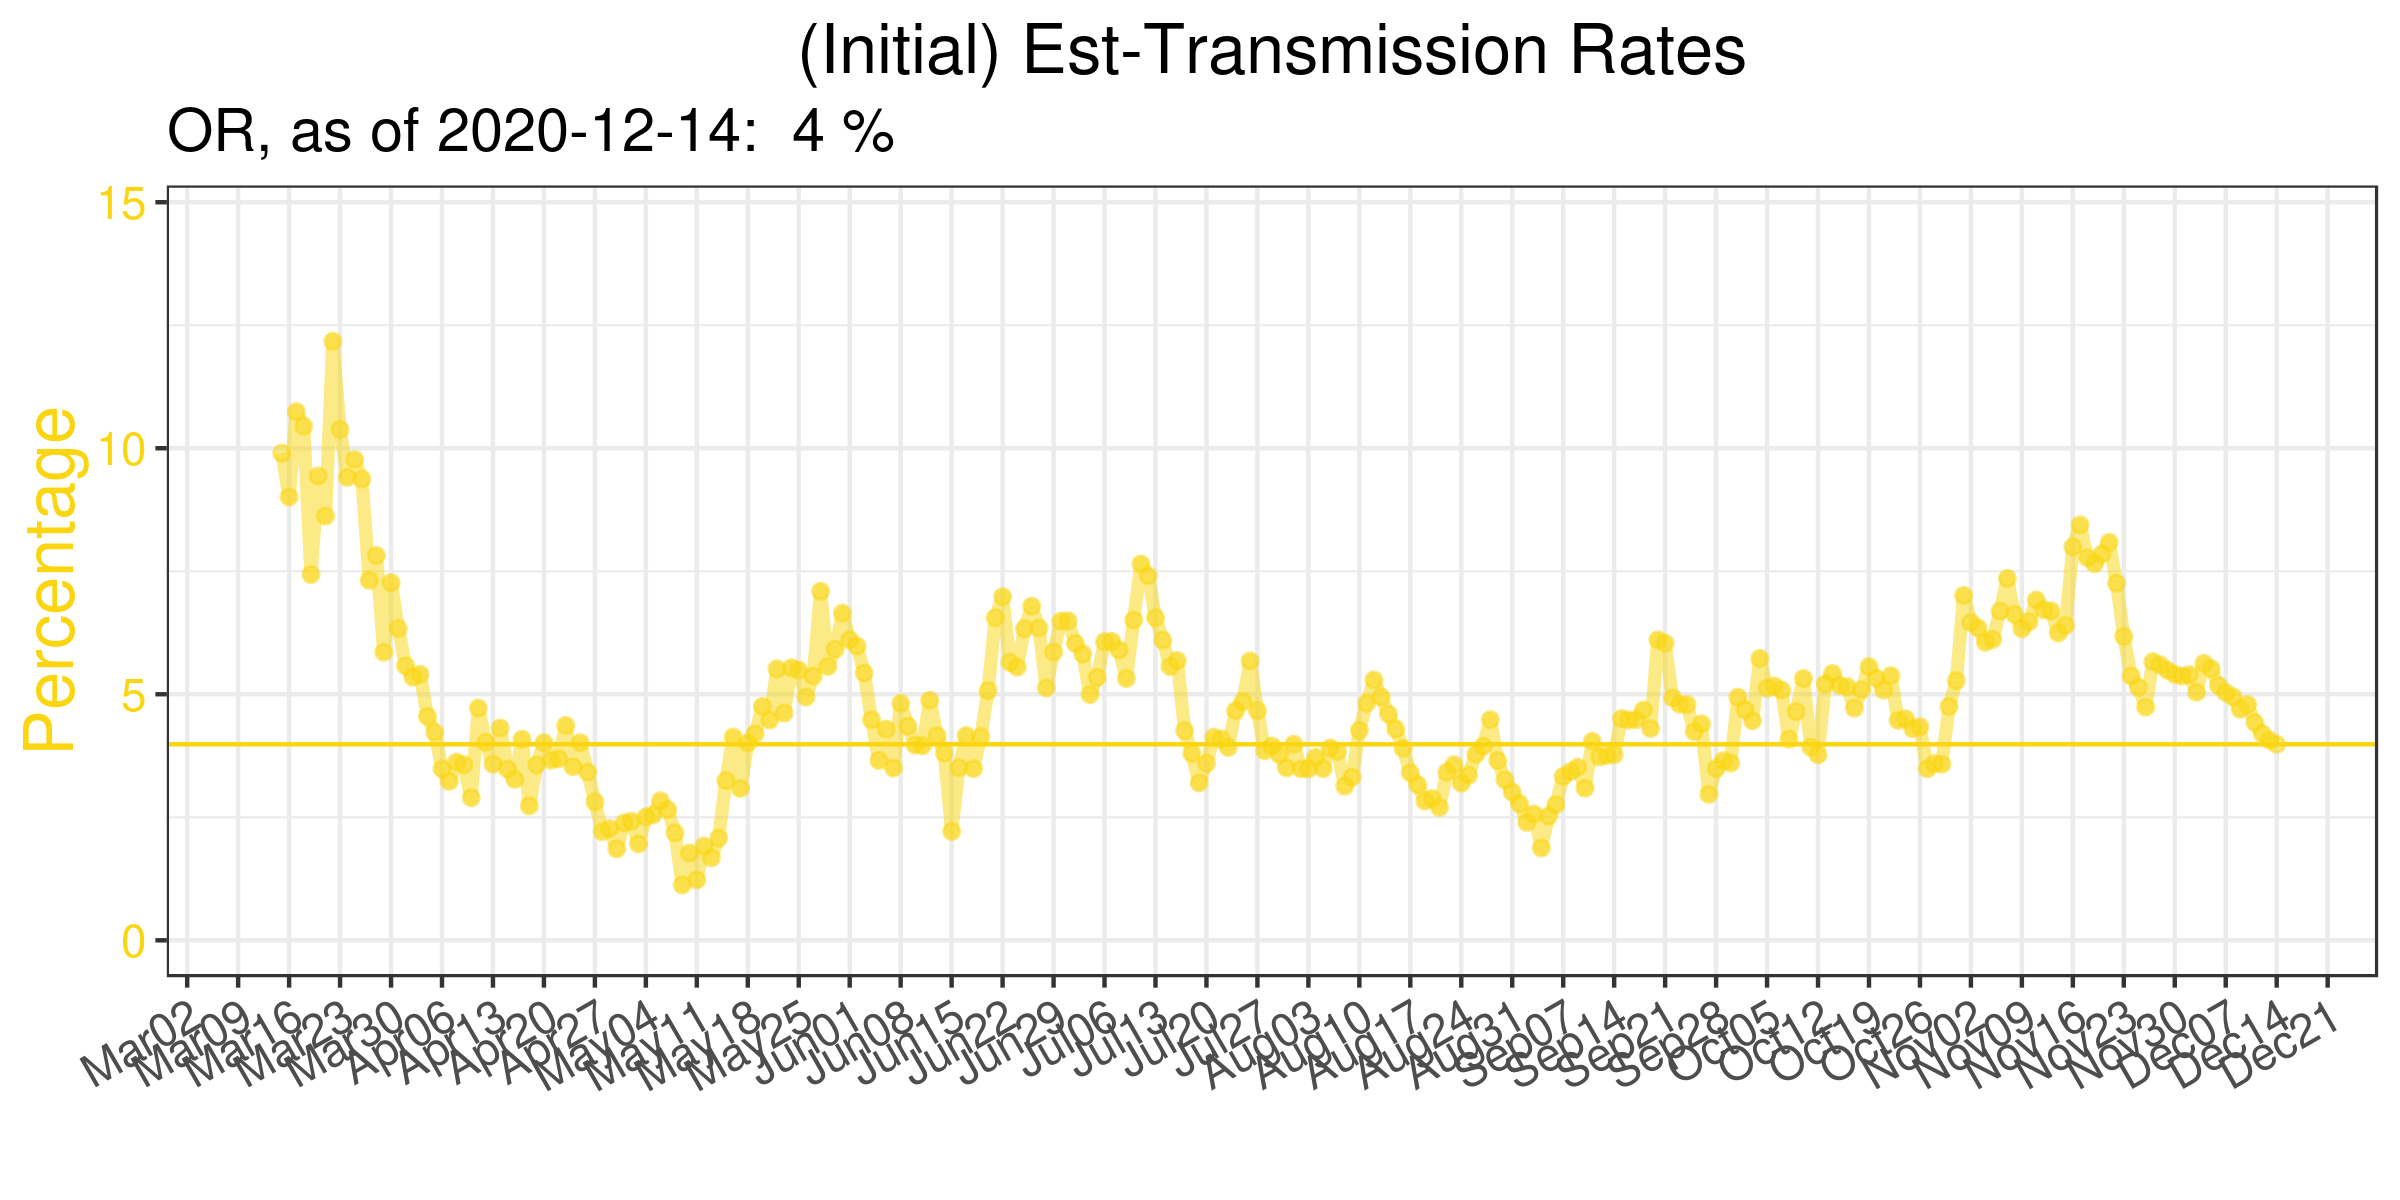 (Initial) Est-Transmission Rates
OR, as of 2020-12-14:  4 %
Percentage
15
10
5
0
Mar02
Mar09
Mar16
Mar23
Mar30
Apr06
Apr13
Apr20
Apr27
May04
May11
May18
May25
Jun01
Jun08
Jun15
Jun22
Jun29
Jul06
Jul13
Jul20
Jul27
Aug03
Aug10
Aug17
Aug24
Aug31
Sep07
Sep14
Sep21
Sep28
Oct05
Oct12
Oct19
Oct26
Nov02
Nov09
Nov16
Nov23
Nov30
Dec07
Dec14
Dec21